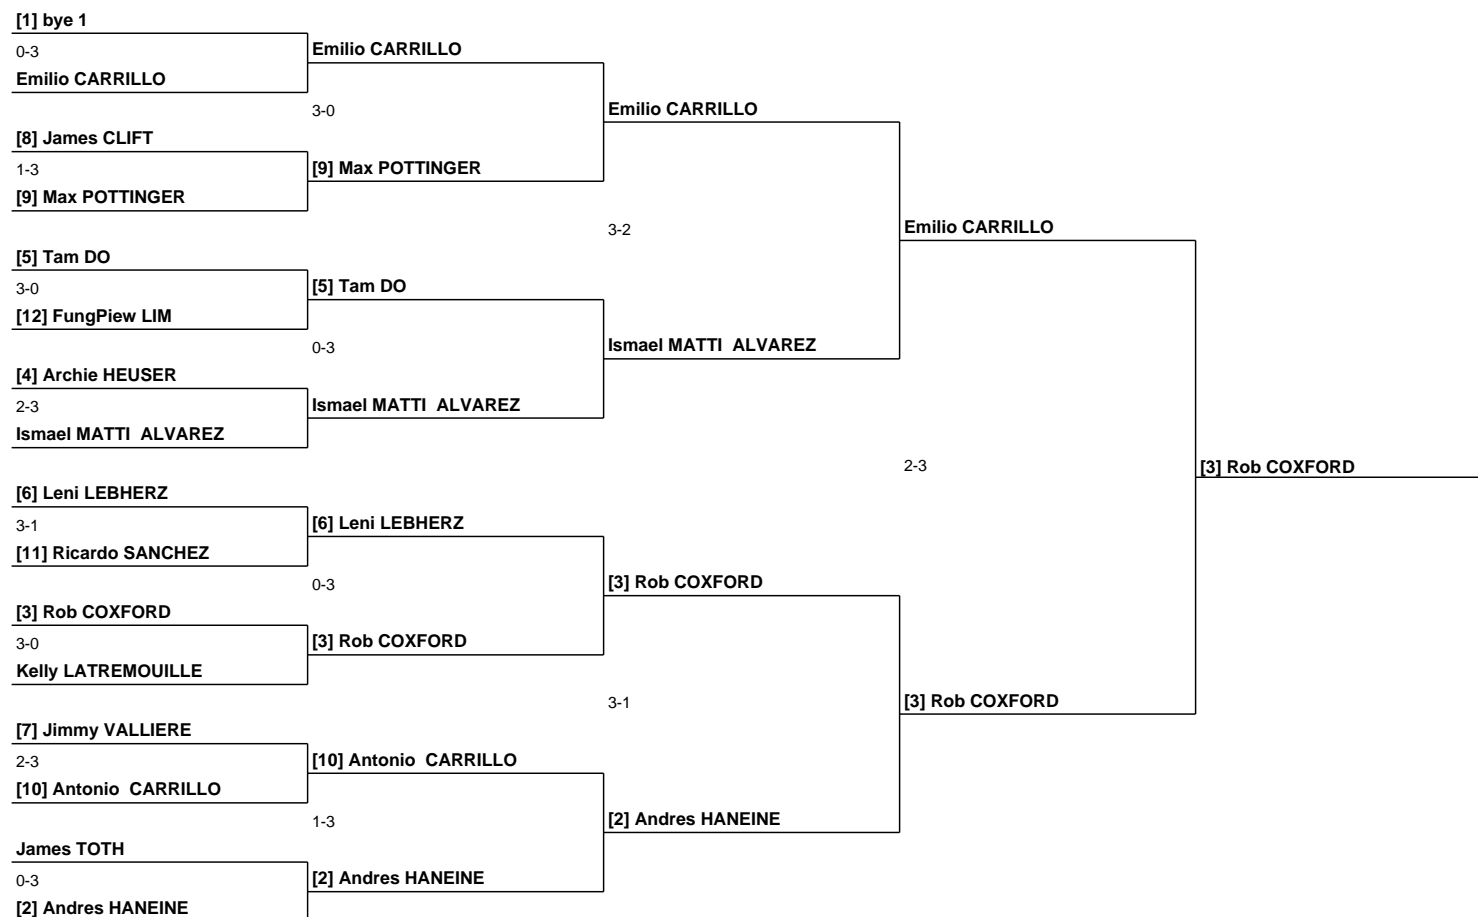 [1] bye 1
0-3
Emilio CARRILLO
[8] James CLIFT
1-3
[9] Max POTTINGER
[5] Tam DO
3-0
[12] FungPiew LIM
[4] Archie HEUSER
2-3
Ismael MATTI  ALVAREZ
[6] Leni LEBHERZ
3-1
[11] Ricardo SANCHEZ
[3] Rob COXFORD
3-0
Kelly LATREMOUILLE
[7] Jimmy VALLIERE
2-3
[10] Antonio  CARRILLO
James TOTH
0-3
[2] Andres HANEINE
Emilio CARRILLO
3-0
[9] Max POTTINGER
[5] Tam DO
0-3
Ismael MATTI  ALVAREZ
[6] Leni LEBHERZ
0-3
[3] Rob COXFORD
[10] Antonio  CARRILLO
1-3
[2] Andres HANEINE
Emilio CARRILLO
3-2
Ismael MATTI  ALVAREZ
[3] Rob COXFORD
3-1
[2] Andres HANEINE
Emilio CARRILLO
2-3
[3] Rob COXFORD
[3] Rob COXFORD